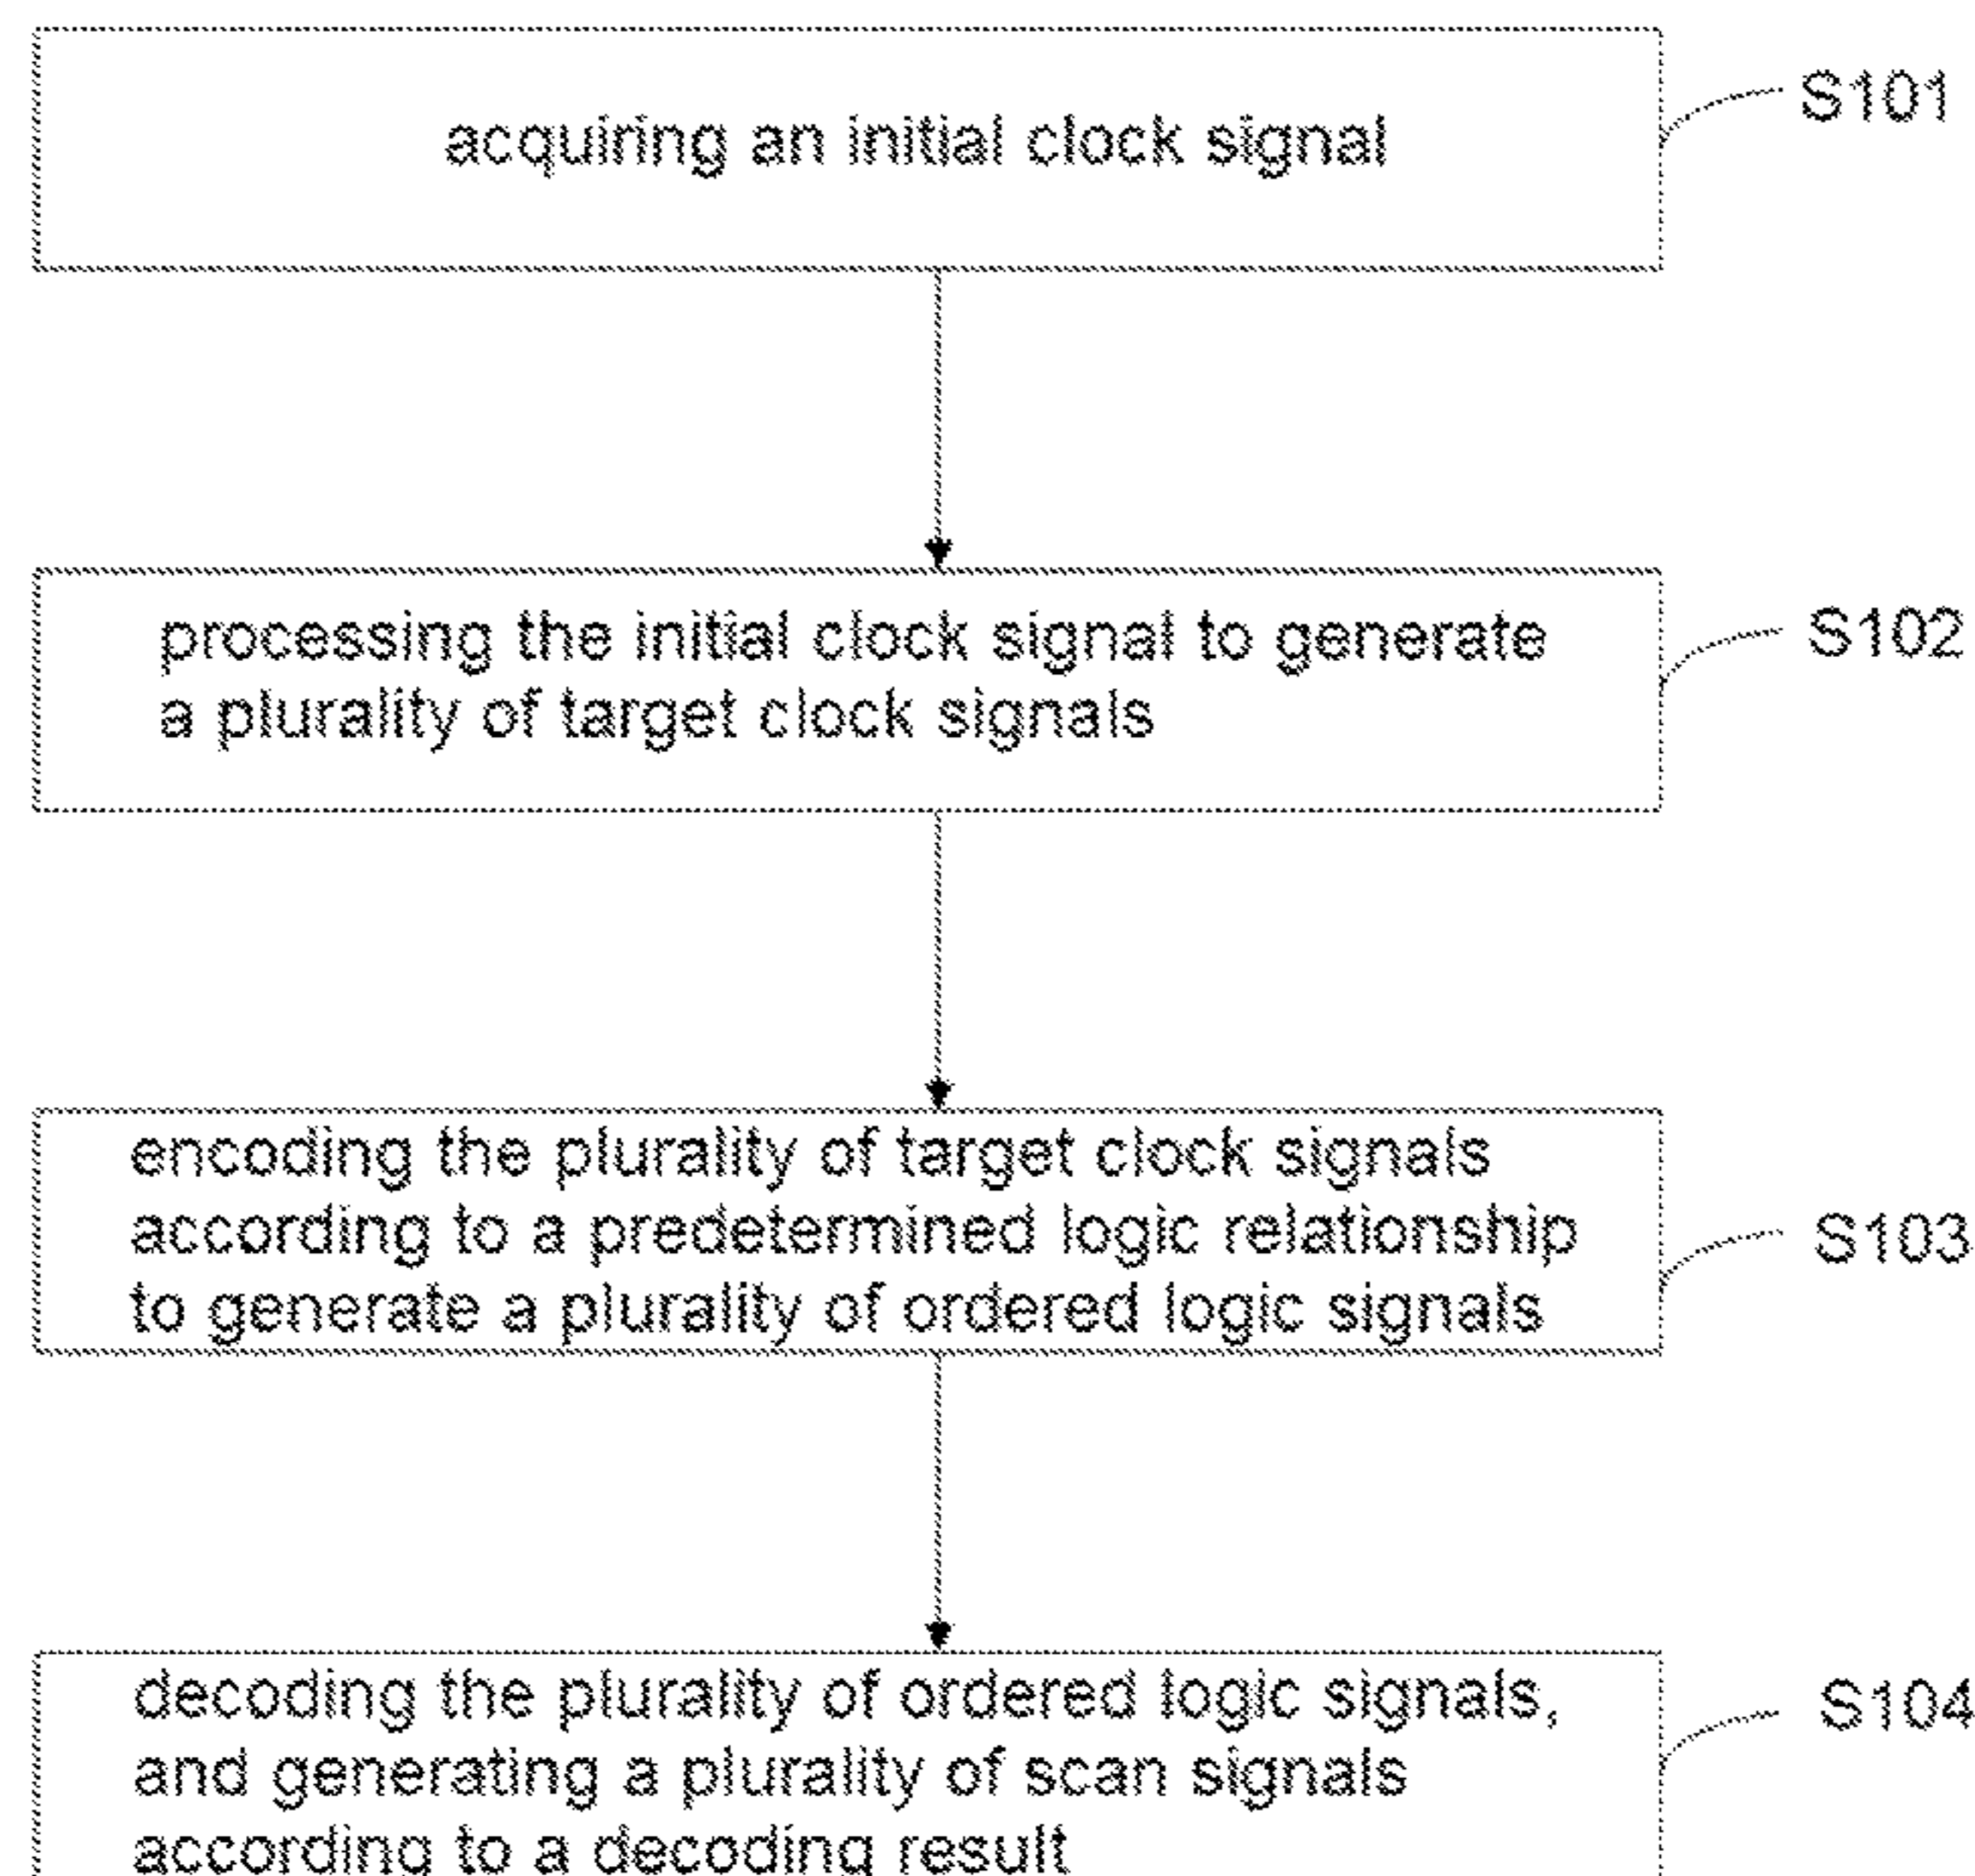 acquiring an initial clock signal
S101
processing the initial clock signal to generate
a plurality of target clock signals
S102
encoding the plurality of target clock signals
according to a predetermined logic relationship
to generate a plurality of ordered logic signals
S103
decoding the plurality of ordered logic signals,
and generating a plurality of scan signals
according to a decoding result
S104